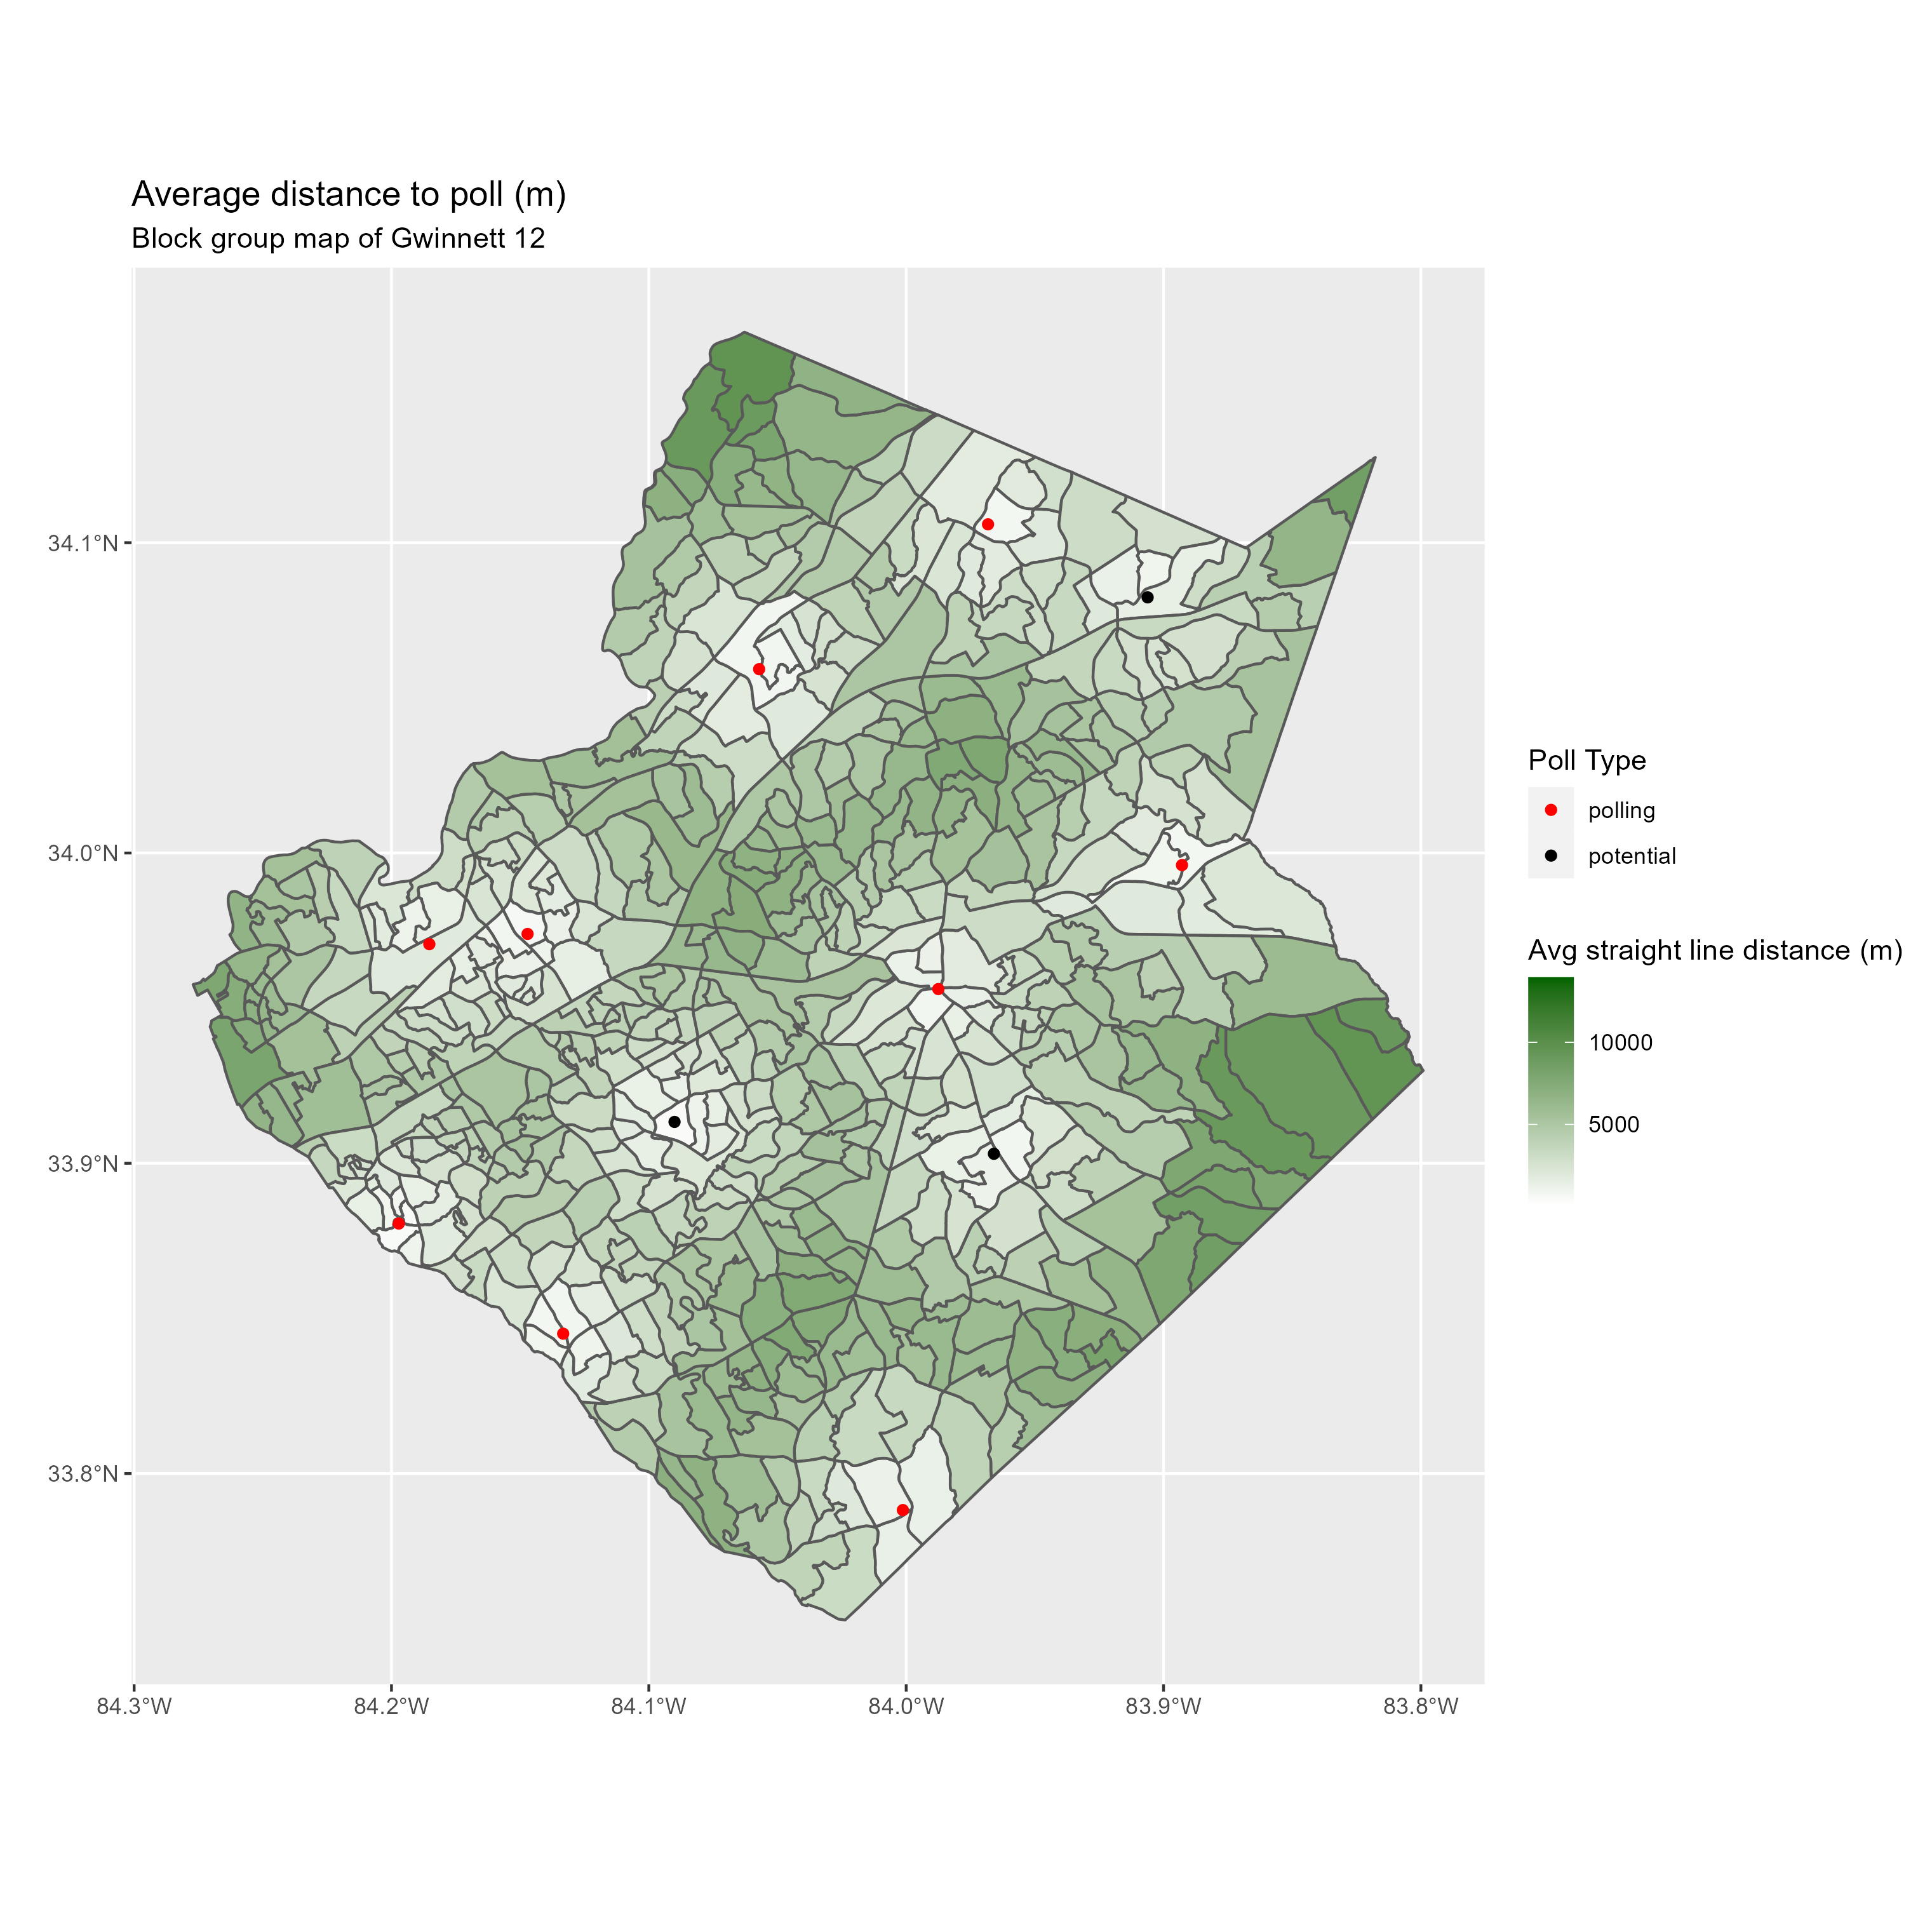 Average distance to poll (m)
Block group map of Gwinnett 12
34.1°N
34.0°N
33.9°N
33.8°N
84.3°W
84.2°W
84.1°W
84.0°W
83.9°W
83.8°W
Poll Type
polling
potential
Avg straight line distance (m)
10000
5000